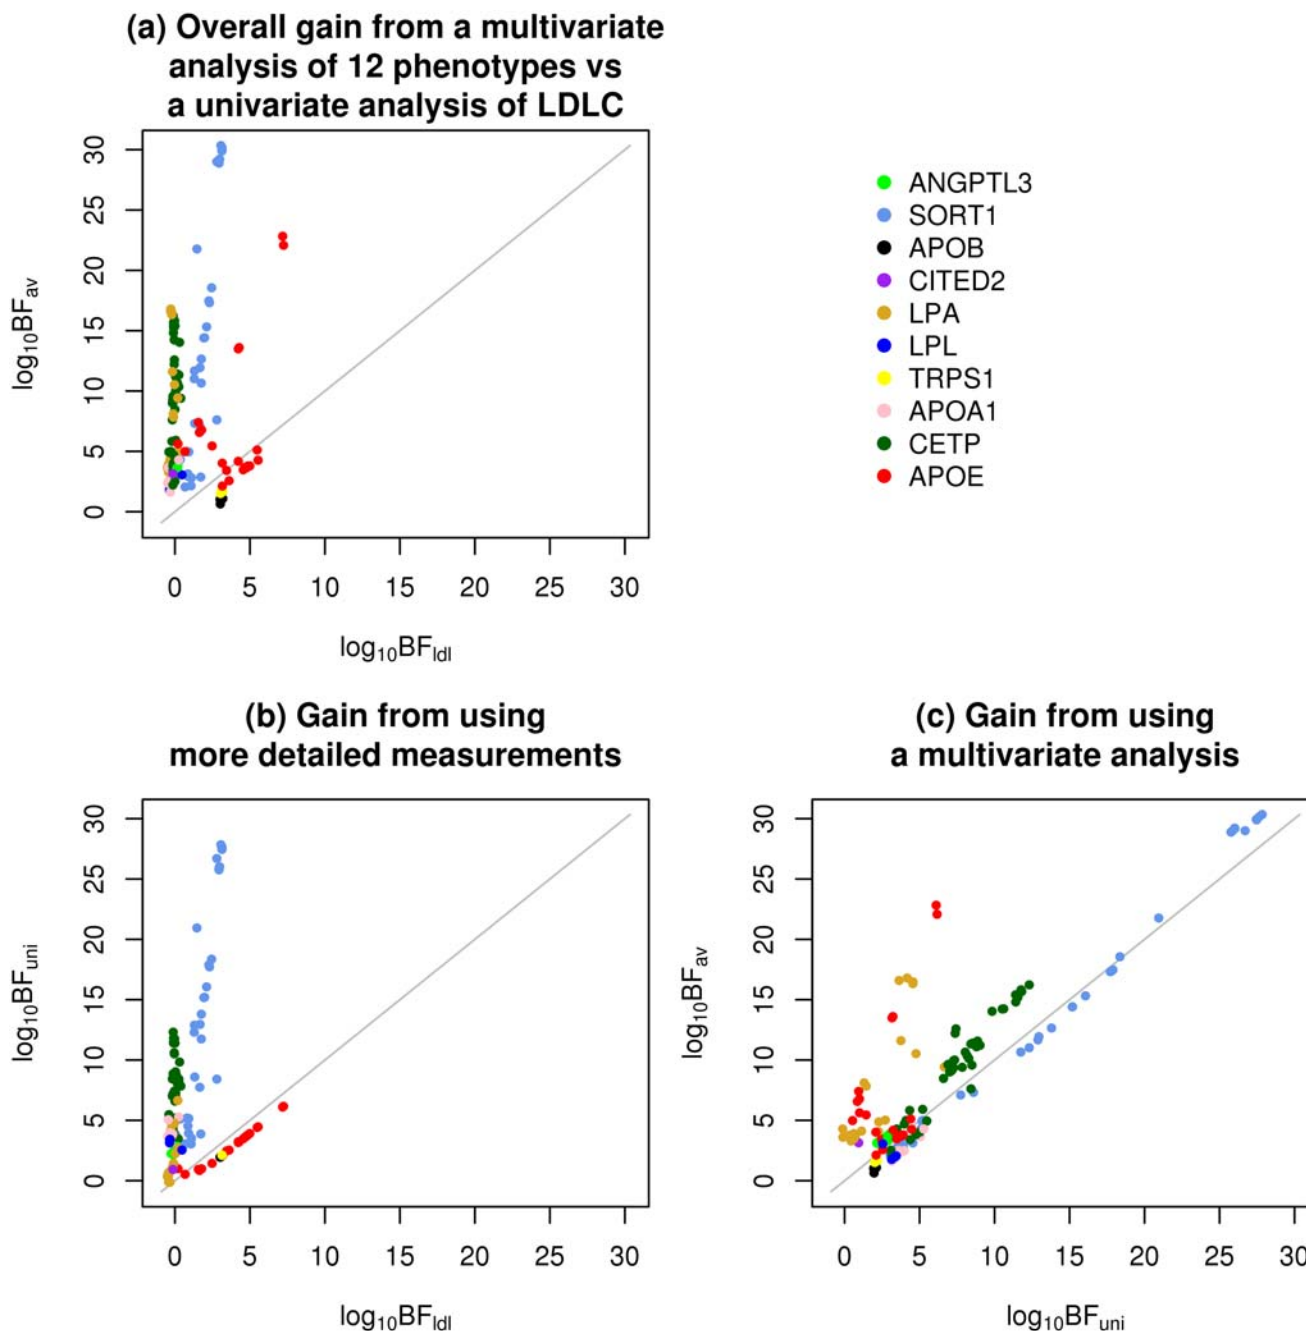 (a) Overall gain from a multivariate
analysis of 12 phenotypes vs
a univariate analysis of LDLC
30
25
20
15
10
5
0
log₁₀BFₐᵥ
0 5 10 15 20 25 30
log₁₀BF_ldl
ANGPTL3
SORT1
APOB
CITED2
LPA
LPL
TRPS1
APOA1
CETP
APOE
(b) Gain from using
more detailed measurements
30
25
20
15
10
5
0
log₁₀BF_uni
0 5 10 15 20 25 30
log₁₀BF_ldl
(c) Gain from using
a multivariate analysis
30
25
20
15
10
5
0
log₁₀BFₐᵥ
0 5 10 15 20 25 30
log₁₀BF_uni